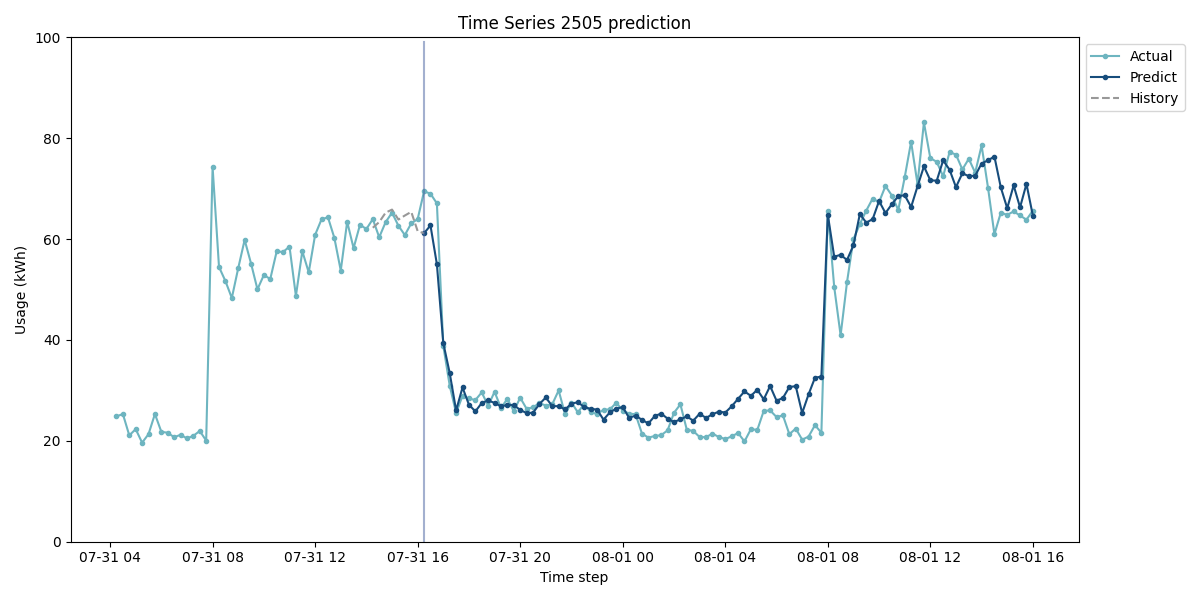 Time Series 2505 prediction
100
80
60
40
20
0
Usage (kWh)
07-31 04 07-31 08 07-31 12 07-31 16 07-31 20 08-01 00 08-01 04 08-01 08 08-01 12 08-01 16
Time step
Actual
Predict
History